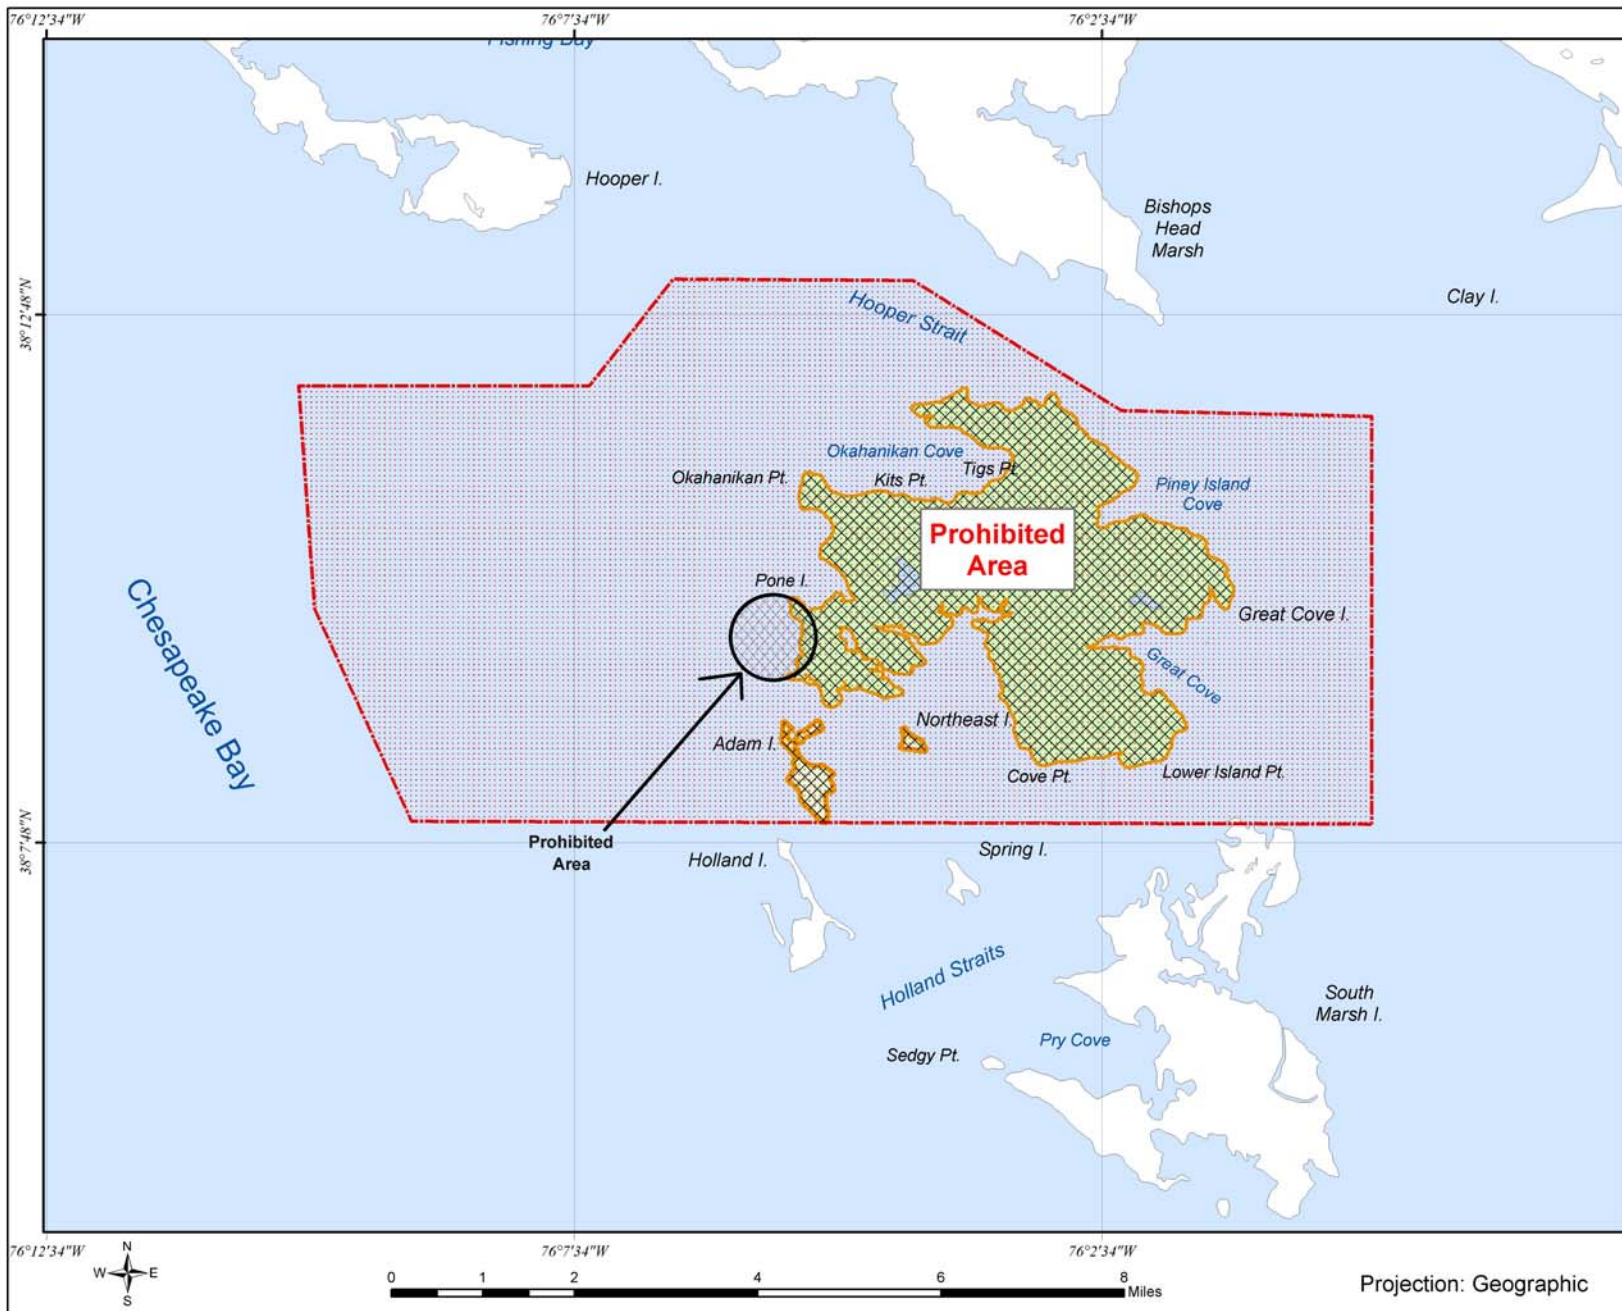 76°12'34"W
76°7'34"W
76°2'34"W
Fishing Bay
Hooper I.
Bishops
Head
Marsh
38°12'48"N
Hooper Strait
Clay I.
Okahanikan Cove
Tigs Pt.
Okahanikan Pt.
Kits Pt.
Piney Island
Cove
Prohibited
Area
Pone I.
Chesapeake Bay
Great Cove I.
Great Cove
Northeast I.
Adam I.
Cove Pt.
Lower Island Pt.
38°7'48"N
Prohibited
Area
Holland I.
Spring I.
Holland Straits
South
Marsh I.
Pry Cove
Sedgy Pt.
76°12'34"W
76°7'34"W
76°2'34"W
N
W
E
S
0 1 2 4 6 8
Miles
Projection: Geographic